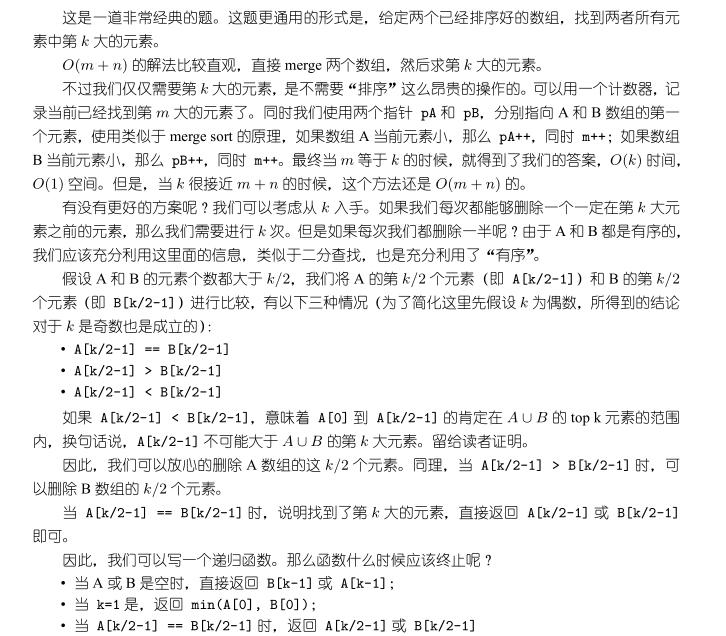 这是一道非常经典的题。这题更通用的形式是，给定两个已经排序好的数组，找到两者所有元
素中第 k 大的元素。
O(m + n) 的解法比较直观，直接 merge 两个数组，然后求第 k 大的元素。
不过我们仅仅需要第 k 大的元素，是不需要“排序”这么昂贵的操作的。可以用一个计数器，记
录当前已经找到第 m 大的元素了。同时我们使用两个指针 pA 和 pB，分别指向 A 和 B 数组的第一
个元素，使用类似于 merge sort 的原理，如果数组 A 当前元素小，那么 pA++，同时 m++；如果数组
B 当前元素小，那么 pB++，同时 m++。最终当 m 等于 k 的时候，就得到了我们的答案，O(k) 时间，
O(1) 空间。但是，当 k 很接近 m + n 的时候，这个方法还是 O(m + n) 的。
有没有更好的方案呢？我们可以考虑从 k 入手。如果我们每次都能够删除一个一定在第 k 大元
素之前的元素，那么我们需要进行 k 次。但是如果每次我们都删除一半呢？由于 A 和 B 都是有序的，
我们应该充分利用这里面的信息，类似于二分查找，也是充分利用了“有序”。
假设 A 和 B 的元素个数都大于 k/2，我们将 A 的第 k/2 个元素（即 A[k/2-1]）和 B 的第 k/2
个元素（即 B[k/2-1]）进行比较，有以下三种情况（为了简化这里先假设 k 为偶数，所得到的结论
对于 k 是奇数也是成立的）：
• A[k/2-1] == B[k/2-1]
• A[k/2-1] > B[k/2-1]
• A[k/2-1] < B[k/2-1]
如果 A[k/2-1] < B[k/2-1]，意味着 A[0] 到 A[k/2-1] 的肯定在 A ∪ B 的 top k 元素的范围
内，换句话说，A[k/2-1] 不可能大于 A ∪ B 的第 k 大元素。留给读者证明。
因此，我们可以放心的删除 A 数组的这 k/2 个元素。同理，当 A[k/2-1] > B[k/2-1] 时，可
以删除 B 数组的 k/2 个元素。
当 A[k/2-1] == B[k/2-1] 时，说明找到了第 k 大的元素，直接返回 A[k/2-1] 或 B[k/2-1]
即可。
因此，我们可以写一个递归函数。那么函数什么时候应该终止呢？
• 当 A 或 B 是空时，直接返回 B[k-1] 或 A[k-1]；
• 当 k=1 是，返回 min(A[0], B[0])；
• 当 A[k/2-1] == B[k/2-1] 时，返回 A[k/2-1] 或 B[k/2-1]